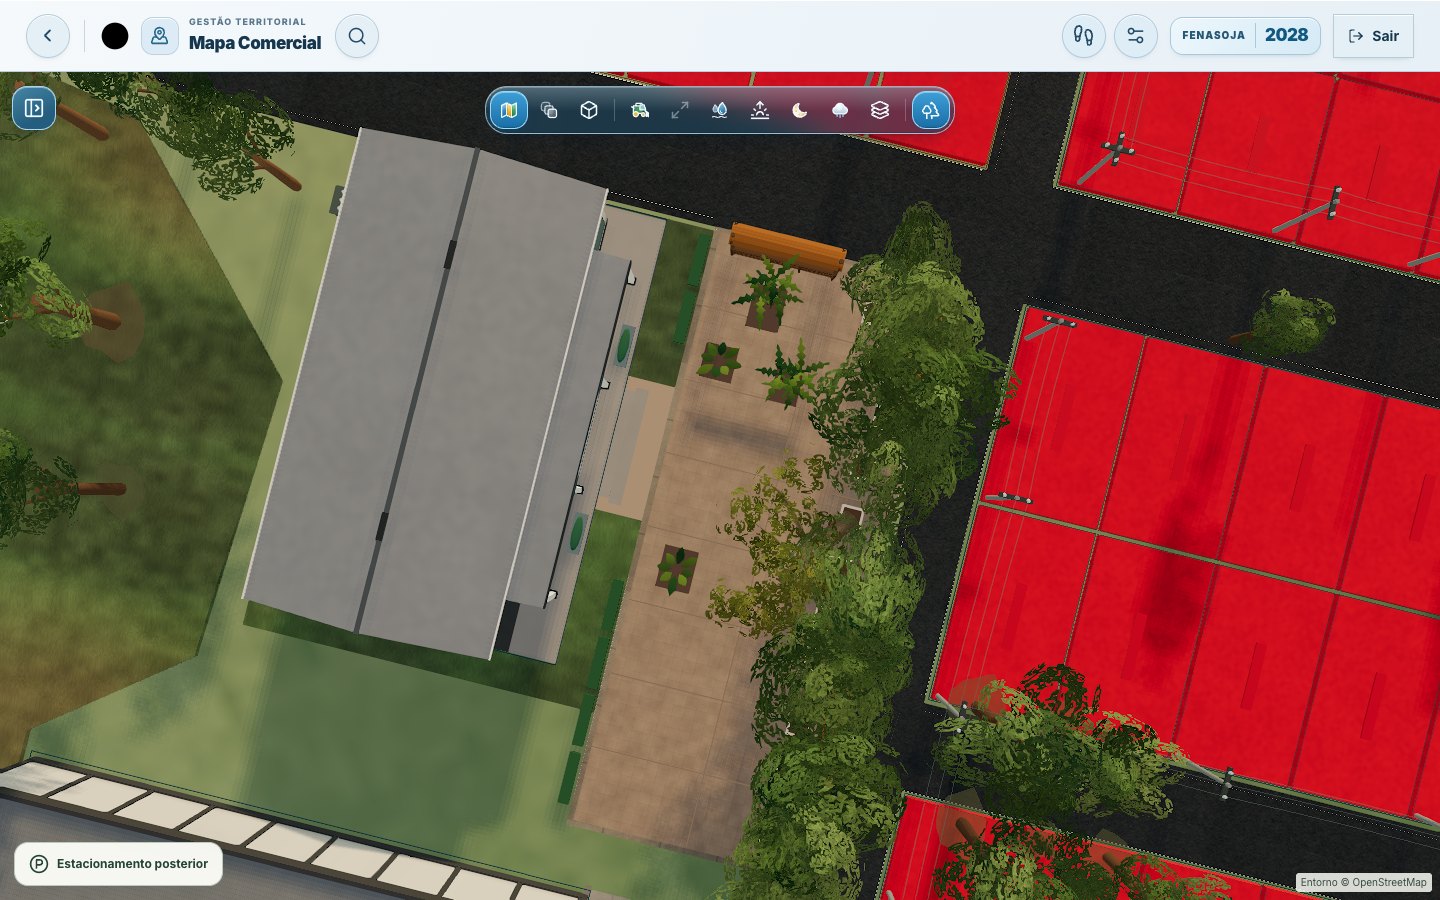 GESTÃO TERRITORIAL
Mapa Comercial
FENASOJA 2028
Sair
Estacionamento posterior
Entorno © OpenStreetMap